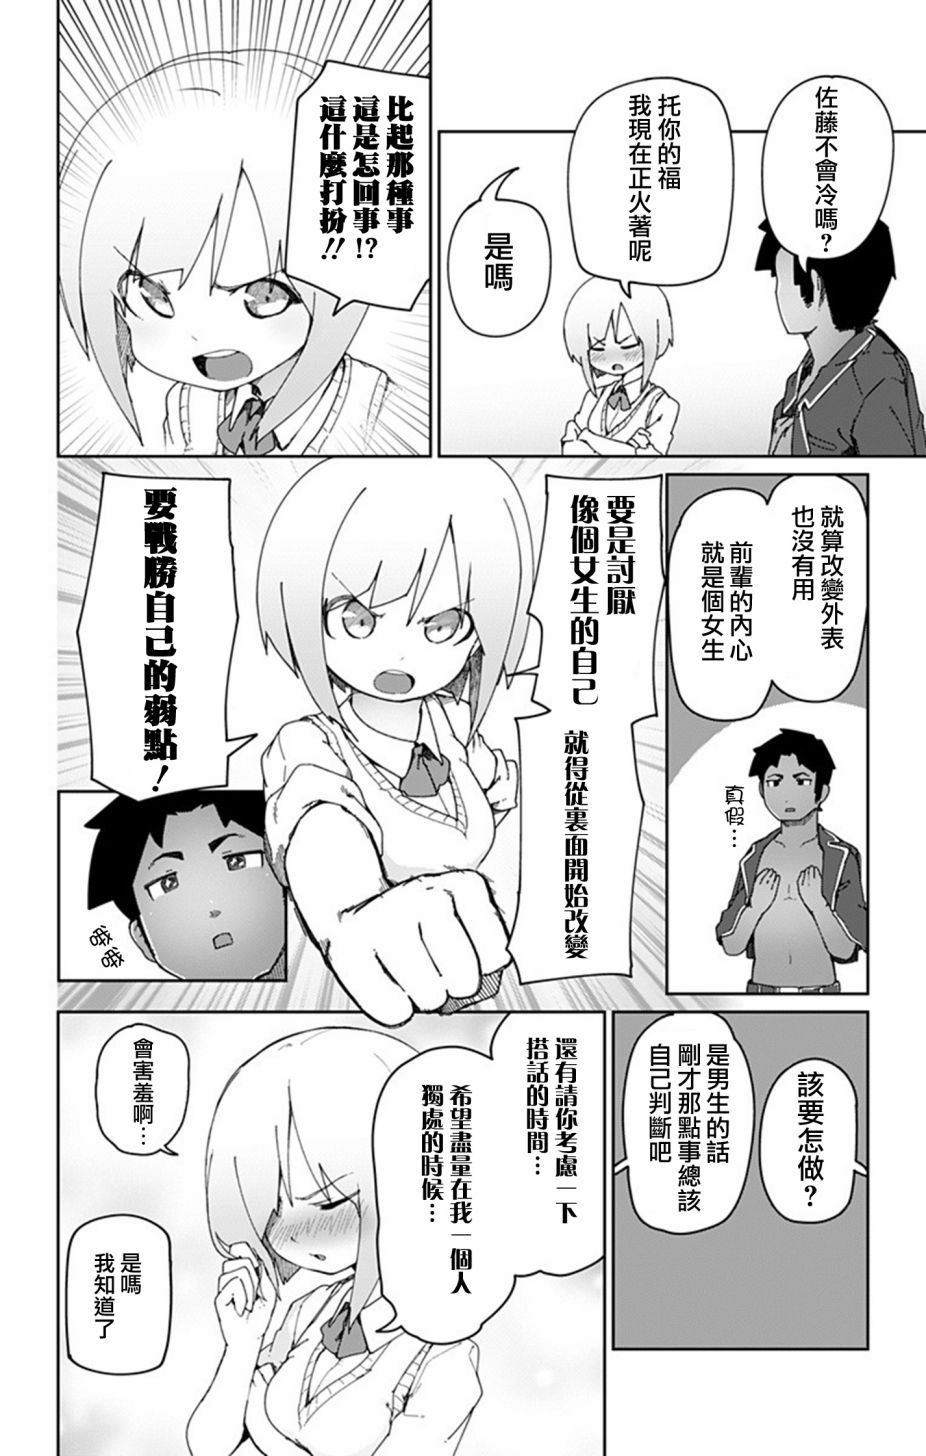 佐藤不會冷嗎?
托你的福
我現在正火著呢
是嗎
比起那種事
這是怎回事!?
這什麼打扮!!
就算改變外表
也沒有用
前輩的內心
就是個女生
真假…
要是討厭
像個女生的自己
就得從裏面開始改變
要戰勝自己的弱點!
該要怎做?
是男生的話
剛才那點事總該
自己判斷吧
還有請你考慮一下
搭話的時間…
希望盡量在我一個人
獨處的時候…
會害羞啊…
是嗎
我知道了